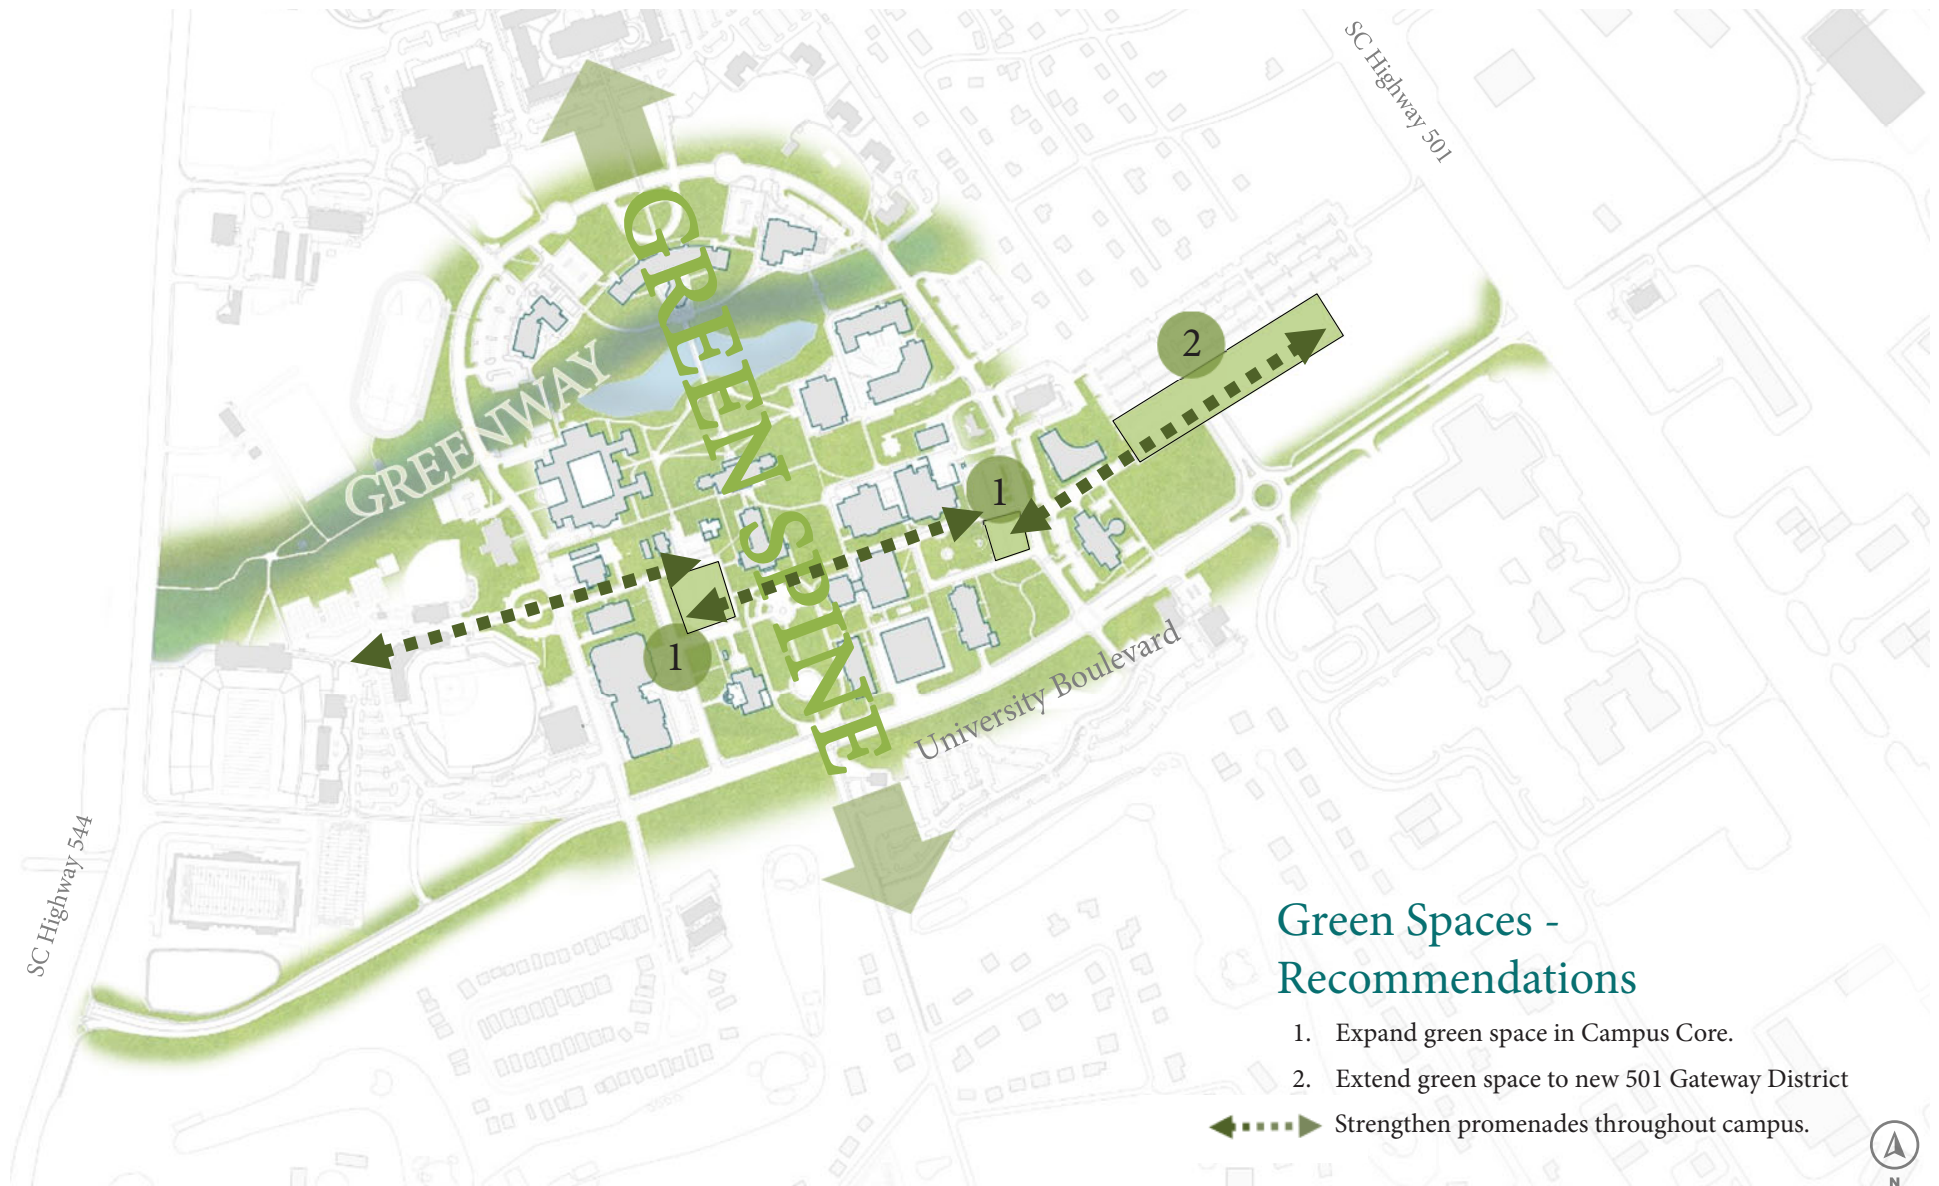 SC Highway 501
GREENWAY
GREEN SPINE
2
1
1
University Boulevard
SC Highway 544
Green Spaces -
Recommendations
1. Expand green space in Campus Core.
2. Extend green space to new 501 Gateway District
Strengthen promenades throughout campus.
N